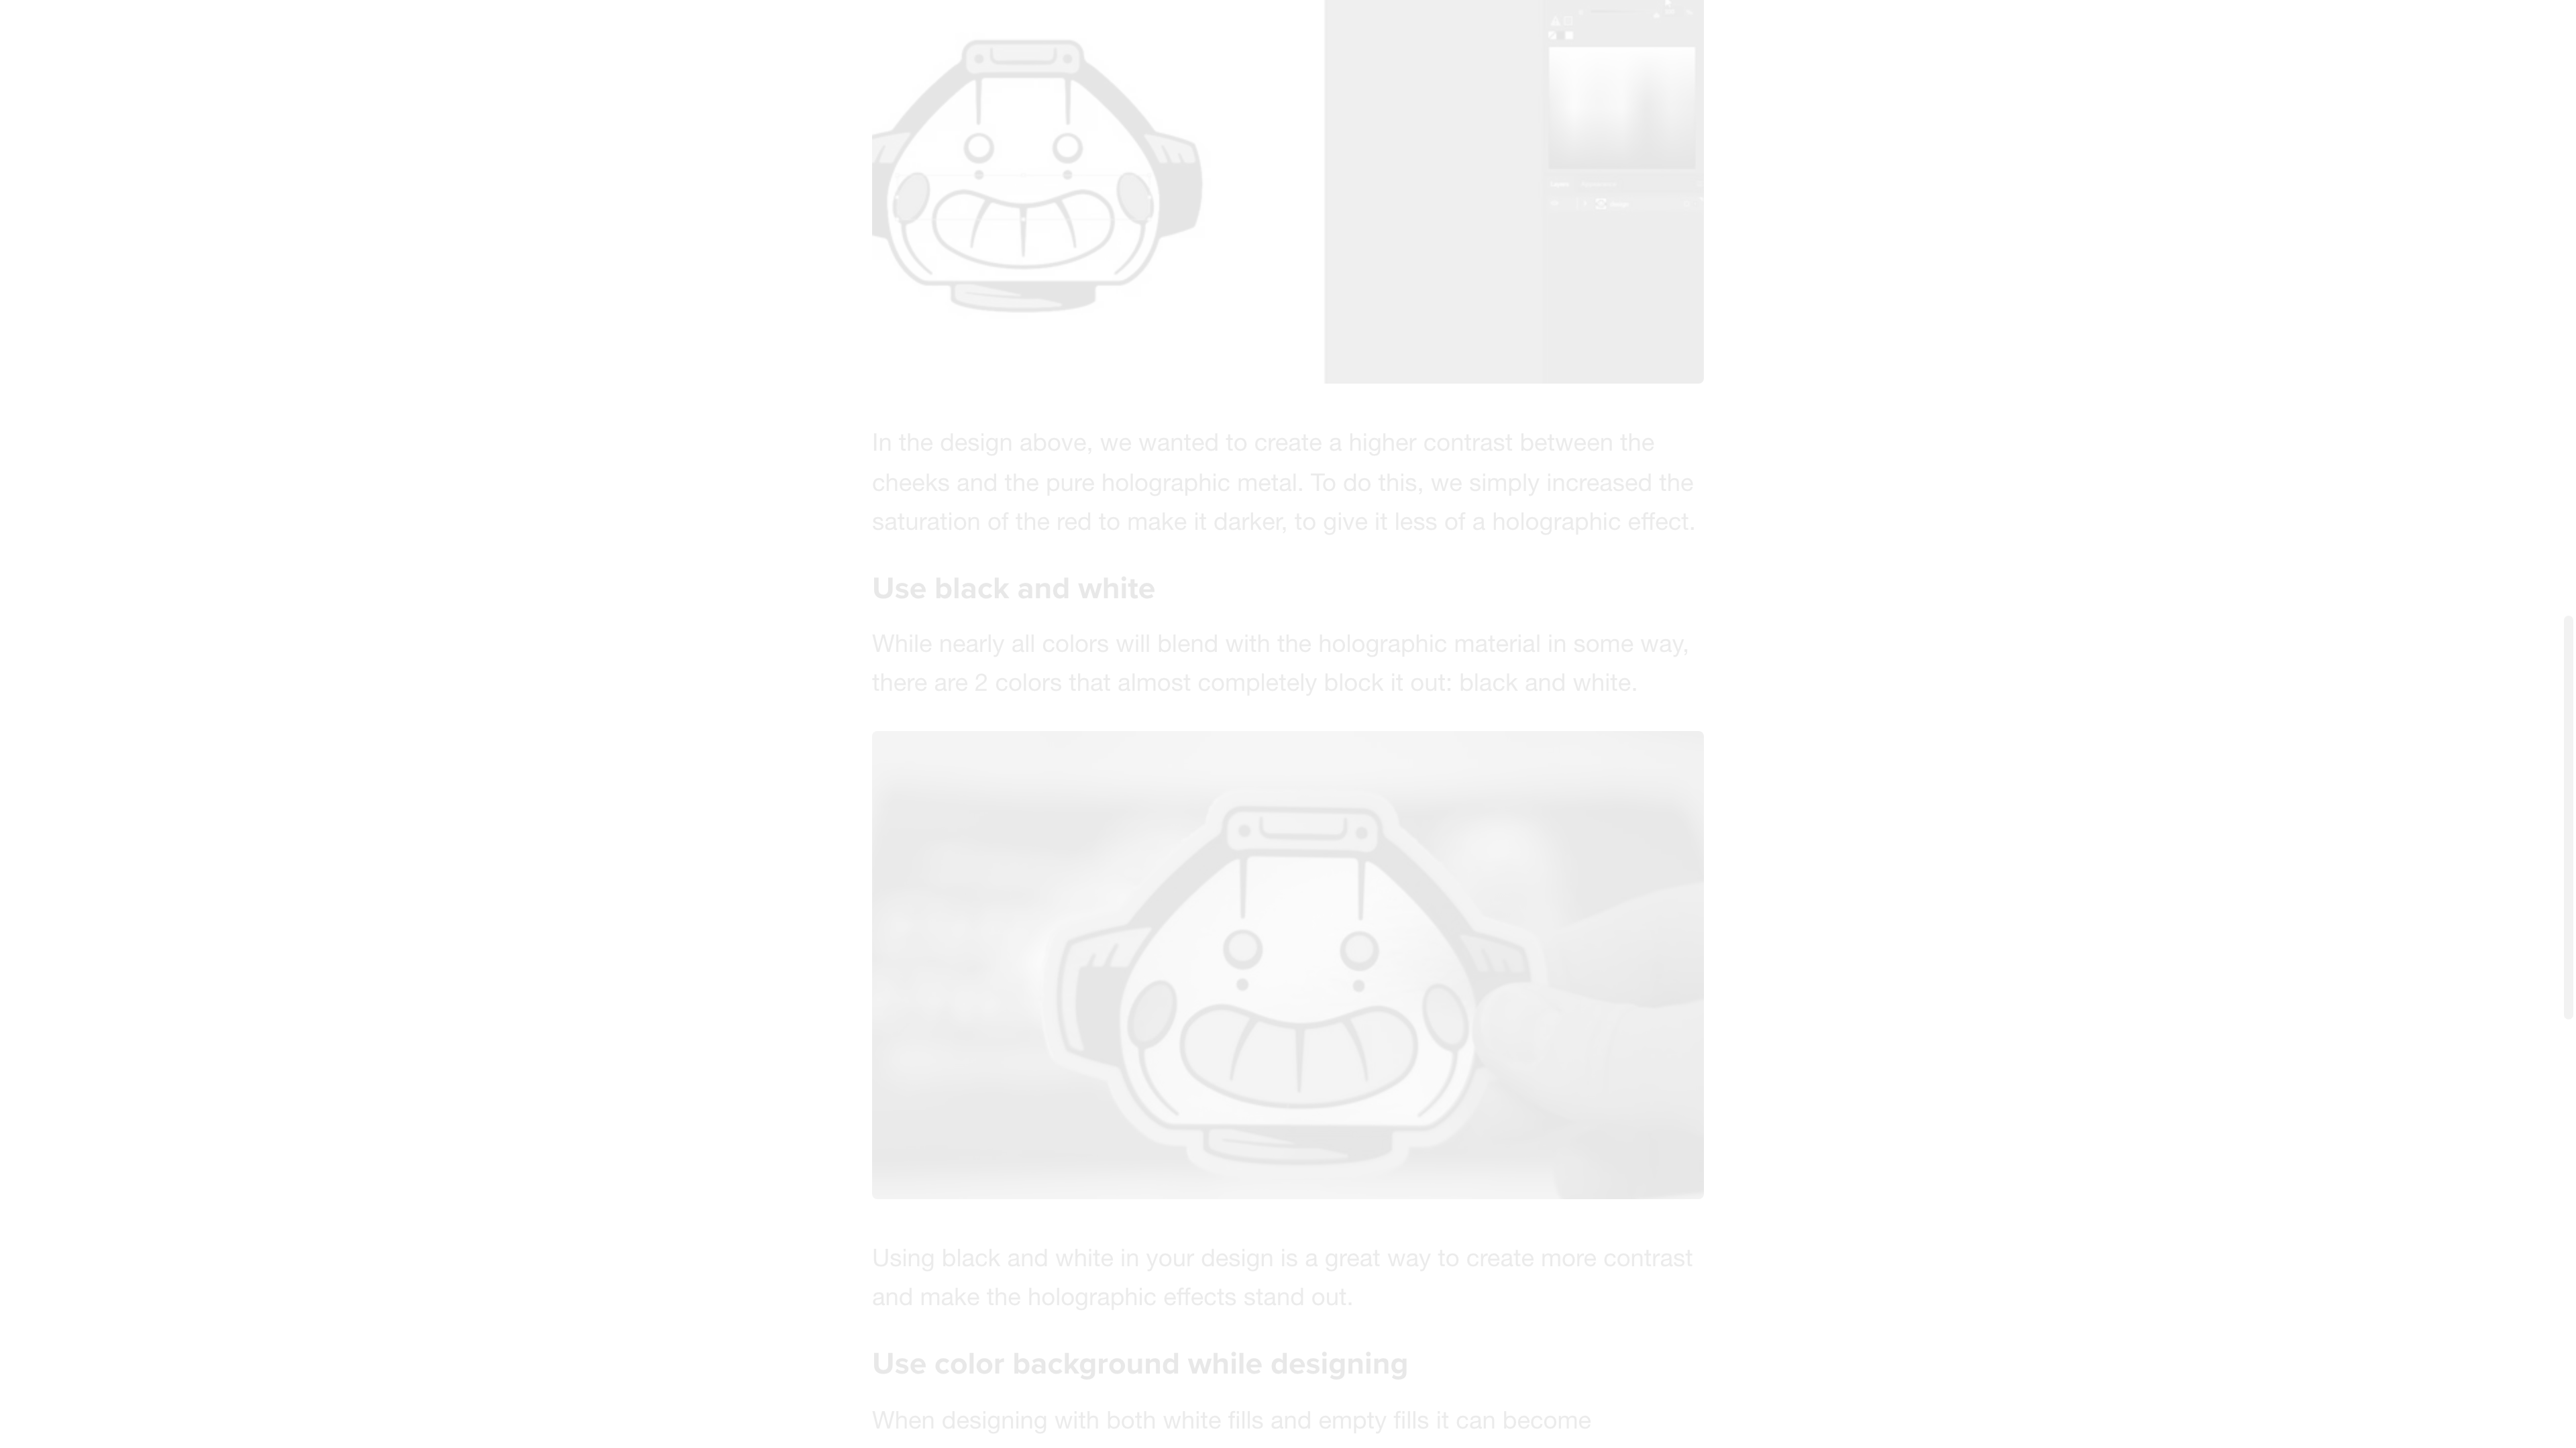 In the design above, we wanted to create a higher contrast between the
cheeks and the pure holographic metal. To do this, we simply increased the
saturation of the red to make it darker, to give it less of a holographic effect.
Use black and white
While nearly all colors will blend with the holographic material in some way,
there are 2 colors that almost completely block it out: black and white.
Using black and white in your design is a great way to create more contrast
and make the holographic effects stand out.
Use color background while designing
When designing with both white fills and empty fills it can become